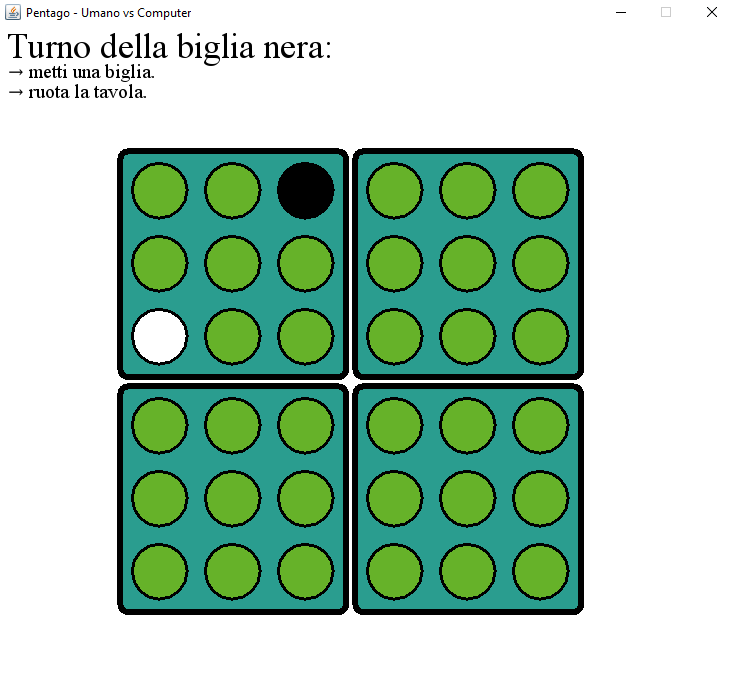 Pentago - Umano vs Computer
Turno della biglia nera:
→ metti una biglia.
→ ruota la tavola.